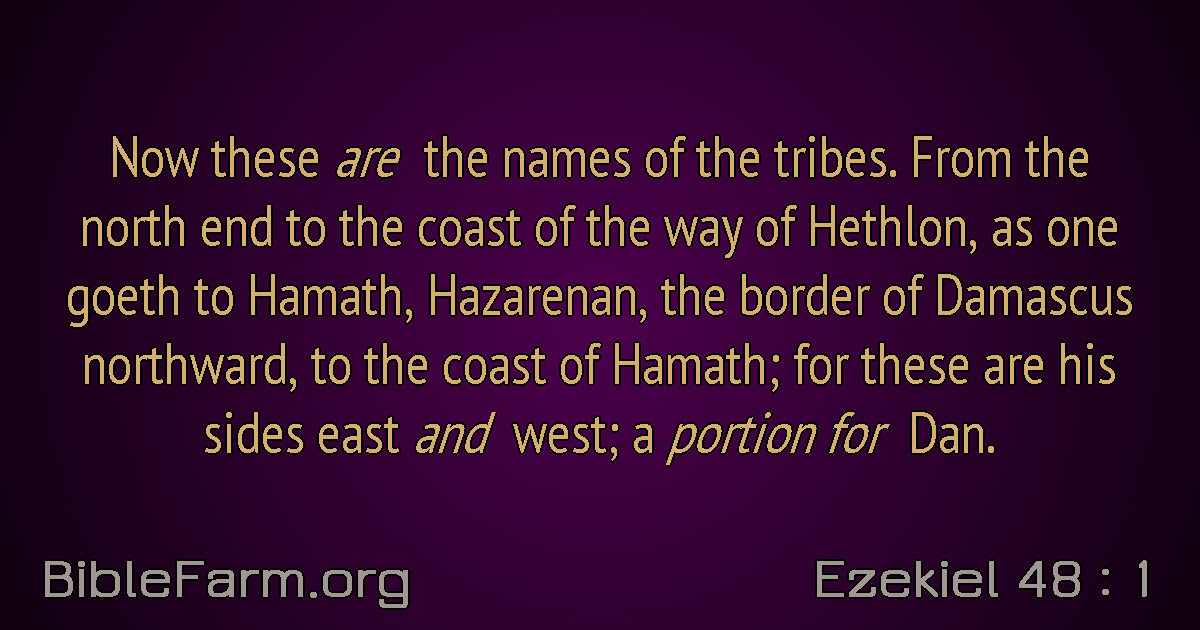 Now these are the names of the tribes. From the
north end to the coast of the way of Hethlon, as one
goeth to Hamath, Hazarenan, the border of Damascus
northward, to the coast of Hamath; for these are his
sides east and west; a portion for Dan.
BibleFarm.org
Ezekiel 48 : 1